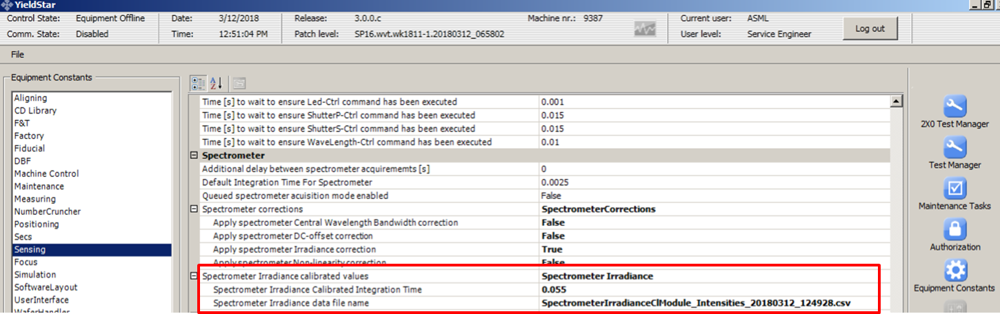 YieldStar
Control State: Equipment Offline Date: 3/12/2018 Release: 3.0.0.c Machine nr.: 9387 Current user: ASML
Comm. State: Disabled Time: 12:51:04 PM Patch level: SP16.wvt.wk1811-1.20180312_065802 User level: Service Engineer Log out
File
Equipment Constants
Aligning
CD Library
F&T
Factory
Fiducial
DBF
Machine Control
Maintenance
Measuring
NumberCruncher
Positioning
Secs
Sensing
Focus
Simulation
SoftwareLayout
UserInterface
WaferHandler
Time [s] to wait to ensure Led-Ctrl command has been executed 0.001
Time [s] to wait to ensure ShutterP-Ctrl command has been executed 0.015
Time [s] to wait to ensure ShutterS-Ctrl command has been executed 0.015
Time [s] to wait to ensure WaveLength-Ctrl command has been executed 0.01
Spectrometer
Additional delay between spectrometer acquirememts [s] 0
Default Integration Time For Spectrometer 0.0025
Queued spectrometer acuisition mode enabled False
Spectrometer corrections SpectrometerCorrections
Apply spectrometer Central Wavelength Bandwidth correction False
Apply spectrometer DC-offset correction False
Apply spectrometer Irradiance correction True
Apply spectrometer Non-linearity correction False
Spectrometer Irradiance calibrated values Spectrometer Irradiance
Spectrometer Irradiance Calibrated Integration Time 0.055
Spectrometer Irradiance data file name SpectrometerIrradianceClModule_Intensities_20180312_124928.csv
2X0 Test Manager
Test Manager
Maintenance Tasks
Authorization
Equipment Constants